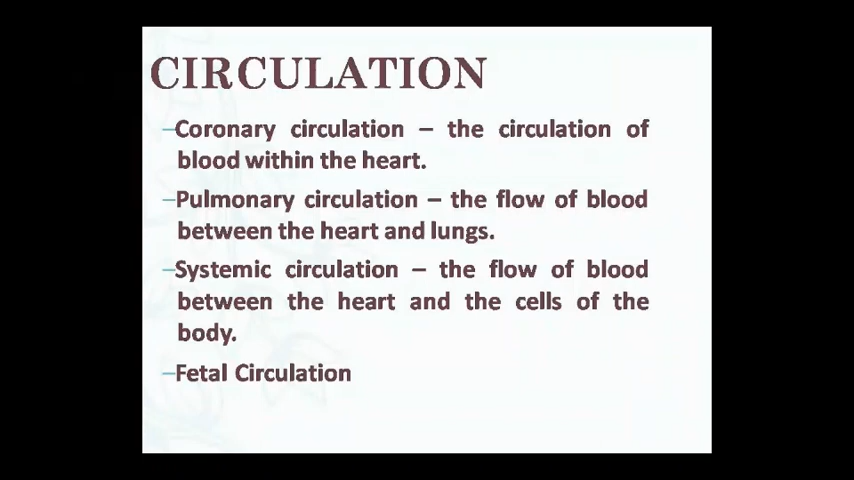 CIRCULATION
–Coronary circulation – the circulation of
blood within the heart.
–Pulmonary circulation – the flow of blood
between the heart and lungs.
–Systemic circulation – the flow of blood
between the heart and the cells of the
body.
–Fetal Circulation